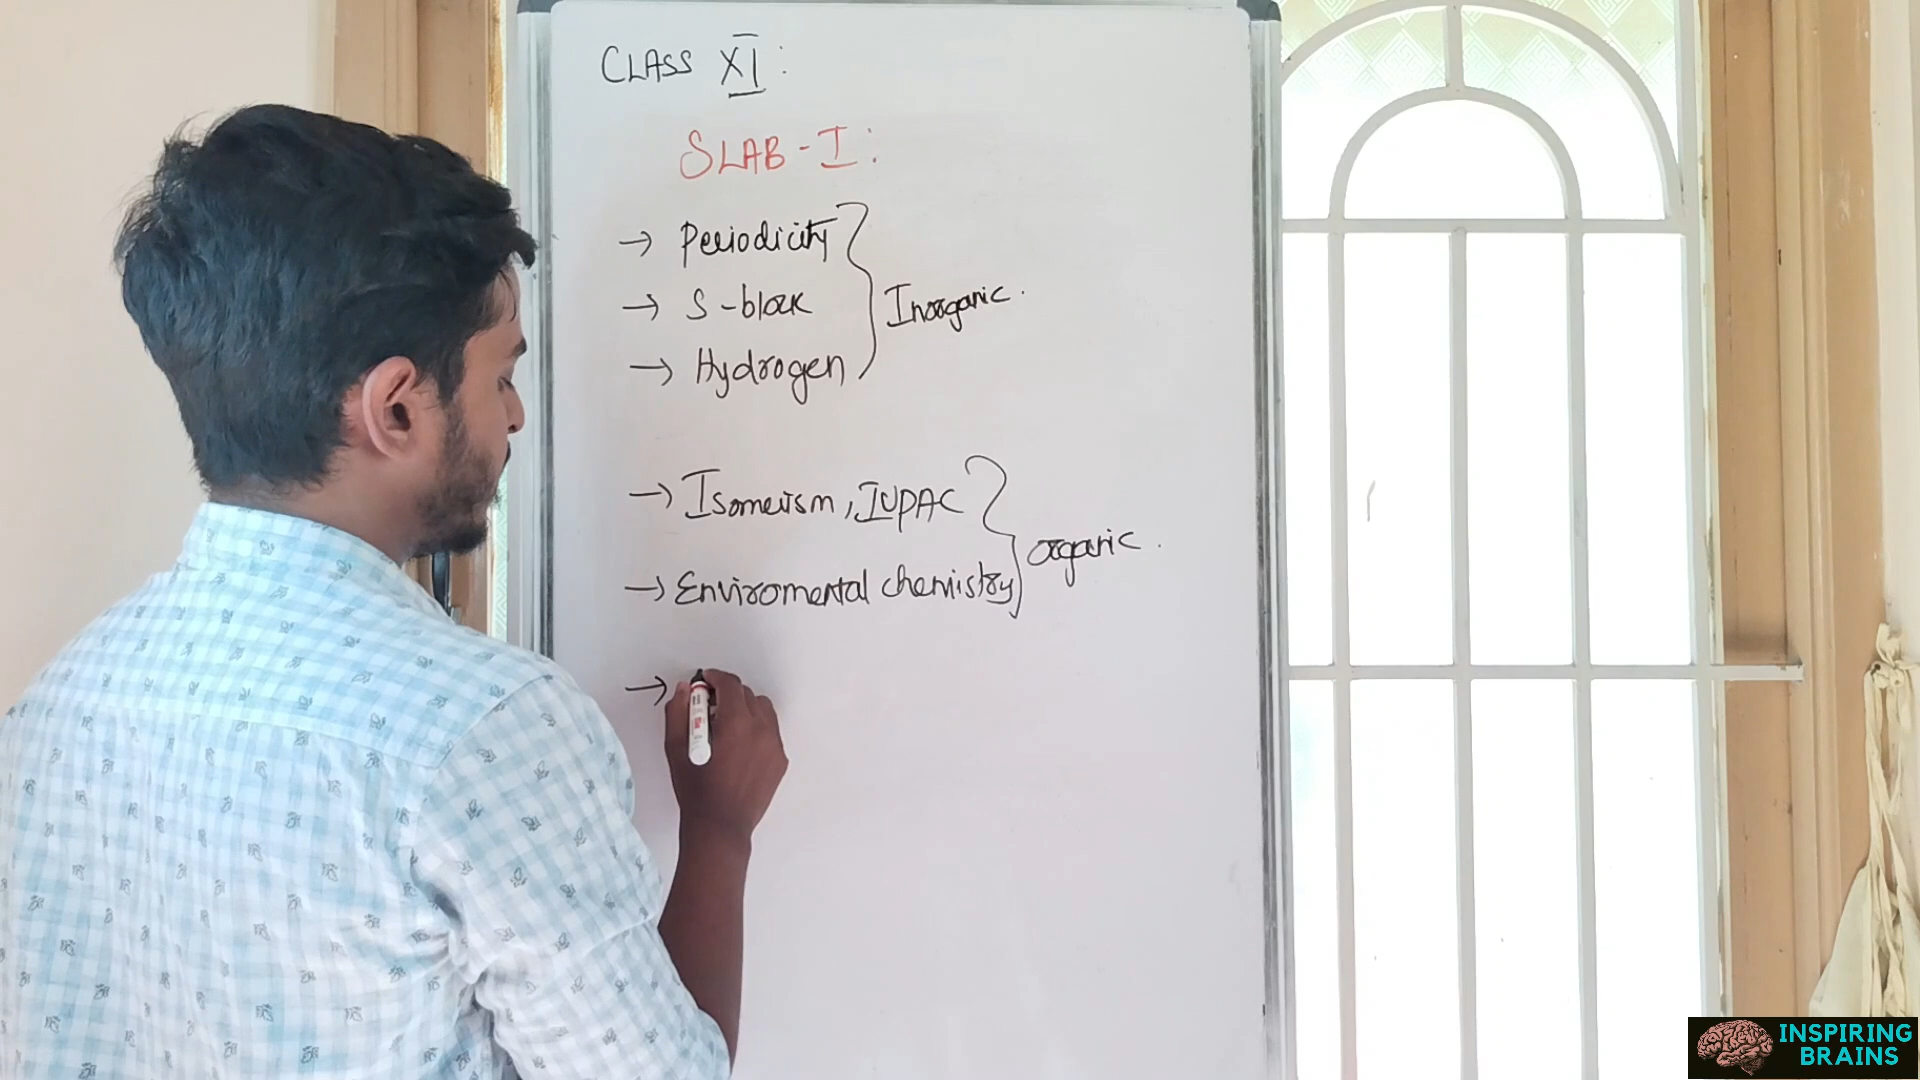 CLASS XI:
SLAB-I:
→ Periodicity
→ S-block
→ Hydrogen
Inorganic.
→ Isomerism, IUPAC
→ Enviromental chemistry
organic.
→
INSPIRING
BRAINS